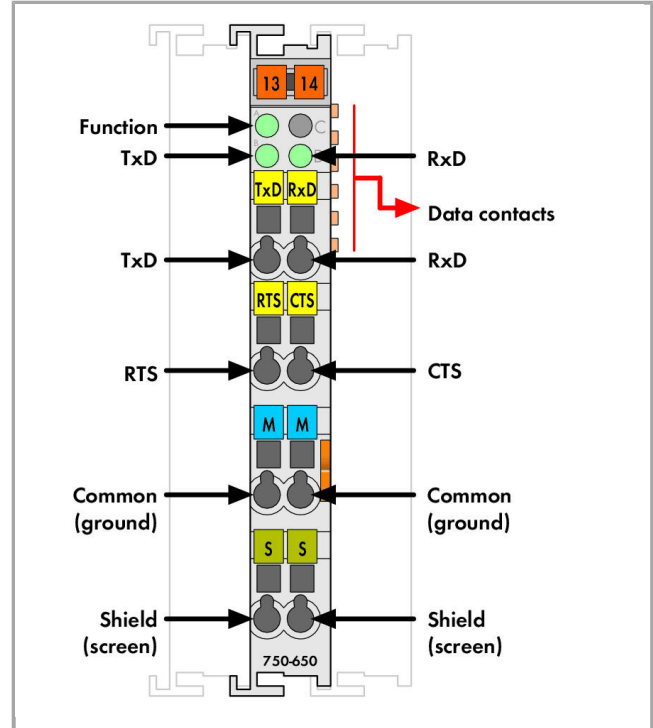 13 14
A
C
Function
B
TxD
RxD
TxD RxD
Data contacts
TxD
RxD
RTS CTS
RTS
CTS
M M
Common
(ground)
Common
(ground)
S S
Shield
(screen)
Shield
(screen)
750-650